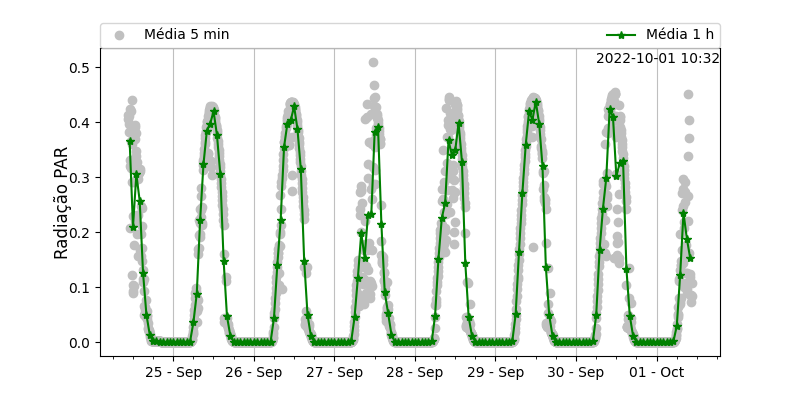 Média 5 min
Média 1 h
2022-10-01 10:32
Radiação PAR
0.5
0.4
0.3
0.2
0.1
0.0
25 - Sep
26 - Sep
27 - Sep
28 - Sep
29 - Sep
30 - Sep
01 - Oct